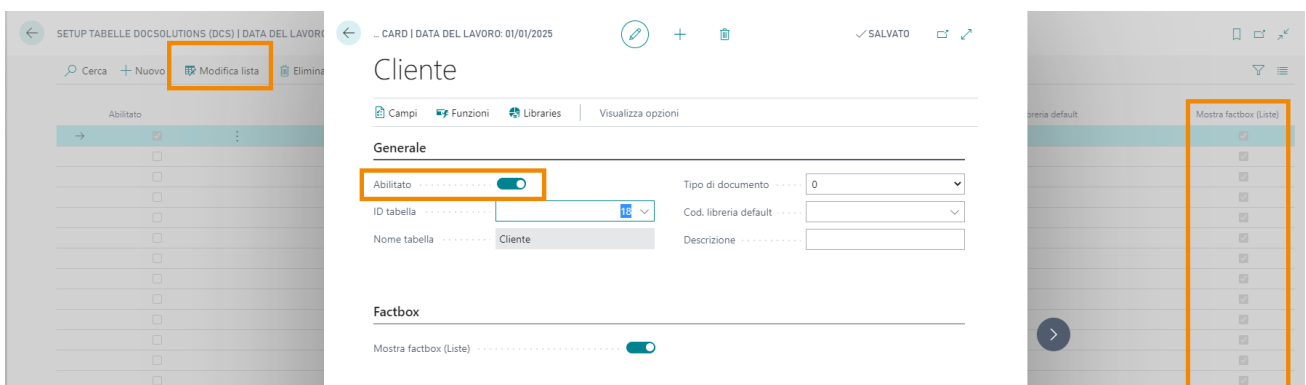 SETUP TABELLE DOCSOLUTIONS (DCS) | DATA DEL LAVOR
Cerca + Nuovo Modifica lista Elimina
Abilitato
... CARD | DATA DEL LAVORO: 01/01/2025
SALVATO
Cliente
Campi Funzioni Libraries Visualizza opzioni
Generale
Abilitato
Tipo di documento 0
ID tabella 18
Cod. libreria default
Nome tabella Cliente
Descrizione
Factbox
Mostra factbox (Liste)
breria default
Mostra factbox (Liste)